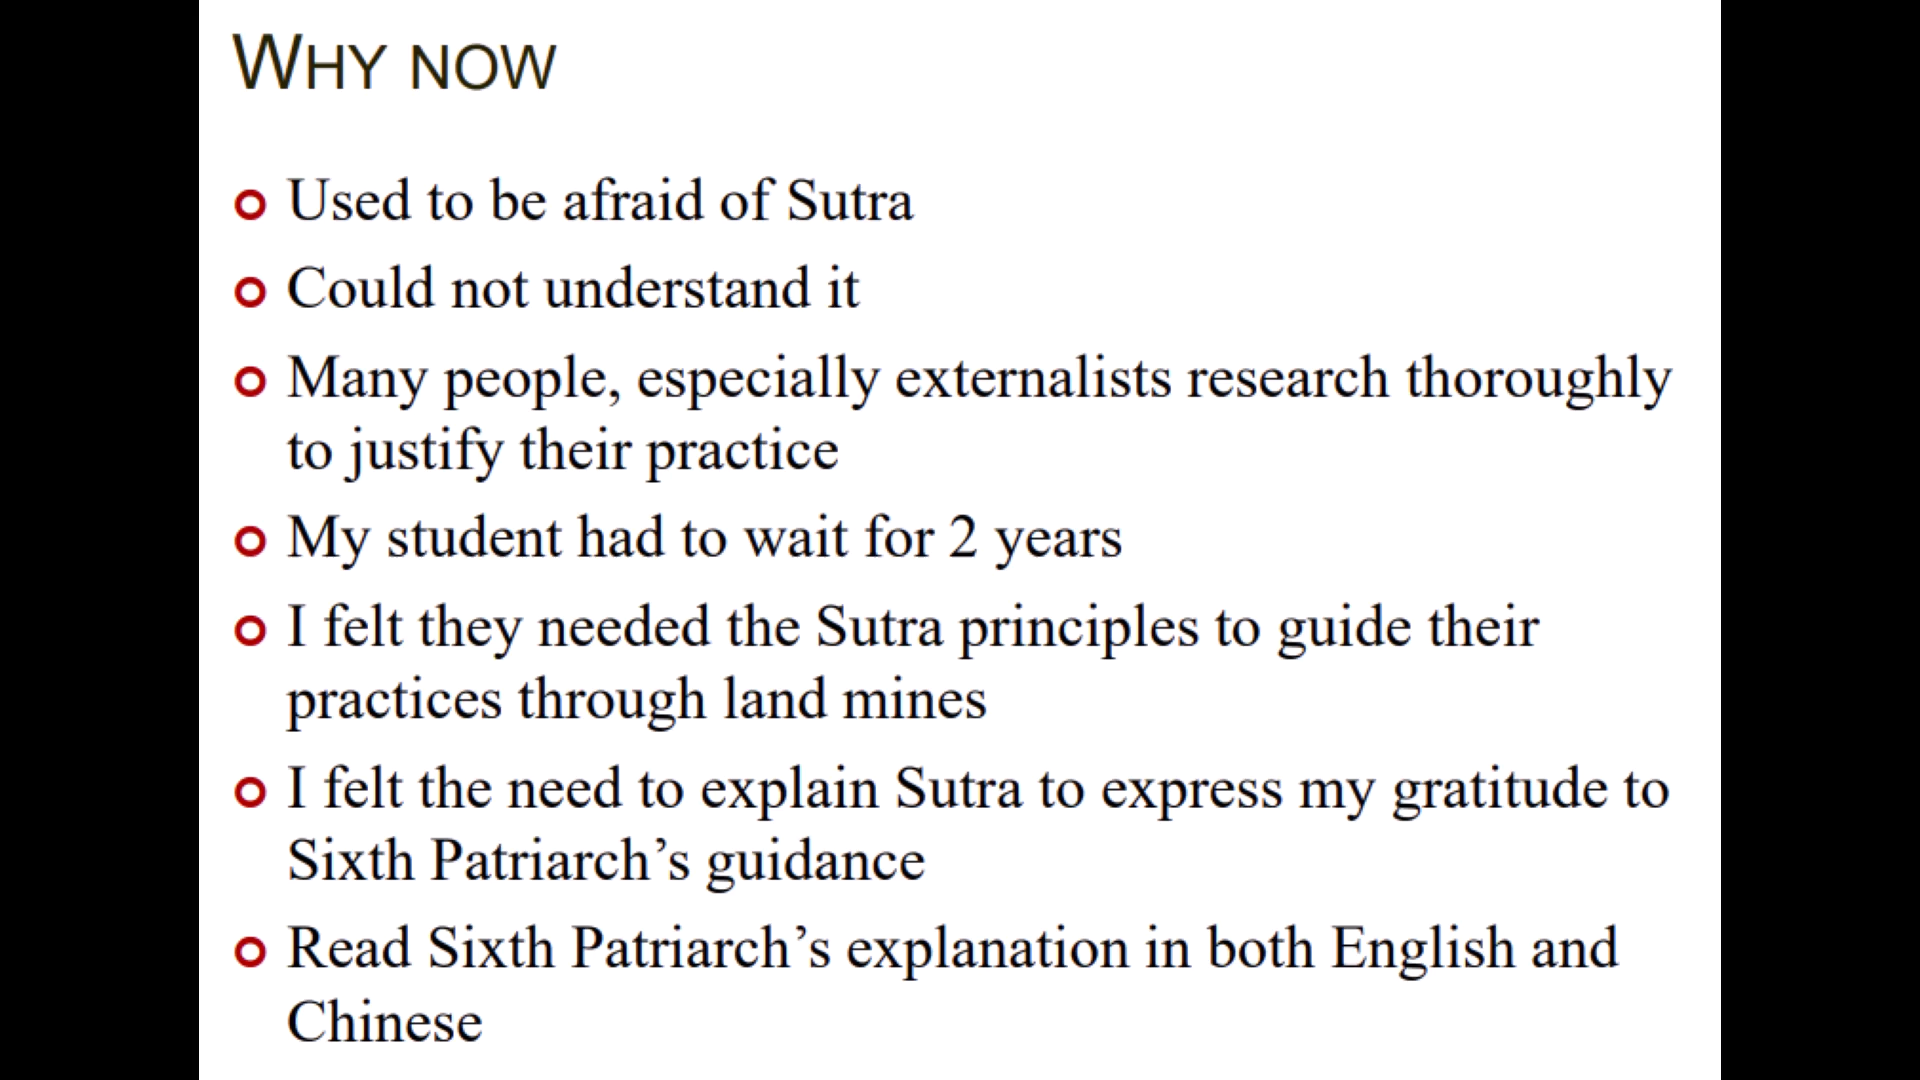 WHY NOW
Used to be afraid of Sutra
Could not understand it
Many people, especially externalists research thoroughly
to justify their practice
My student had to wait for 2 years
I felt they needed the Sutra principles to guide their
practices through land mines
I felt the need to explain Sutra to express my gratitude to
Sixth Patriarch’s guidance
Read Sixth Patriarch’s explanation in both English and
Chinese